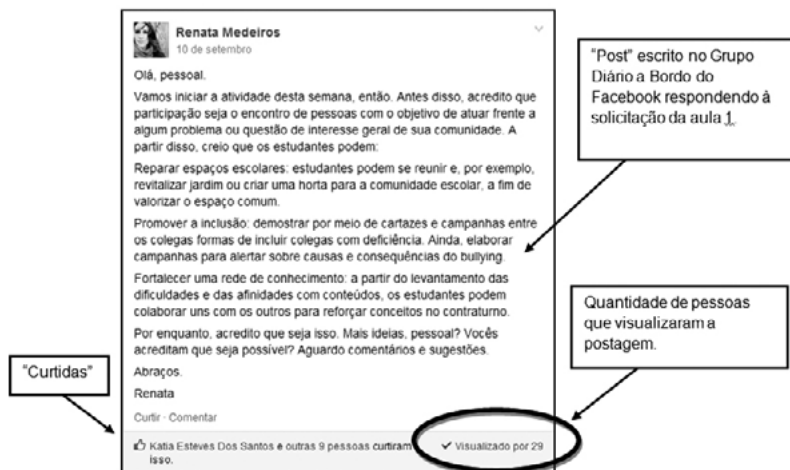 Renata Medeiros
10 de setembro
Olá, pessoal.
Vamos iniciar a atividade desta semana, então. Antes disso, acredito que
participação seja o encontro de pessoas com o objetivo de atuar frente a
algum problema ou questão de interesse geral de sua comunidade. A
partir disso, creio que os estudantes podem:
Reparar espaços escolares: estudantes podem se reunir e, por exemplo,
revitalizar jardim ou criar uma horta para a comunidade escolar, a fim de
valorizar o espaço comum.
Promover a inclusão: demostrar por meio de cartazes e campanhas entre
os colegas formas de incluir colegas com deficiência. Ainda, elaborar
campanhas para alertar sobre causas e consequências do bullying.
Fortalecer uma rede de conhecimento: a partir do levantamento das
dificuldades e das afinidades com conteúdos, os estudantes podem
colaborar uns com os outros para reforçar conceitos no contraturno.
Por enquanto, acredito que seja isso. Mais ideias, pessoal? Vocês
acreditam que seja possível? Aguardo comentários e sugestões.
Abraços.
Renata
Curtir · Comentar
Katia Esteves Dos Santos e outras 9 pessoas curtiram
isso.
Visualizado por 29
"Post" escrito no Grupo
Diário a Bordo do
Facebook respondendo à
solicitação da aula 1.
Quantidade de pessoas
que visualizaram a
postagem.
"Curtidas"